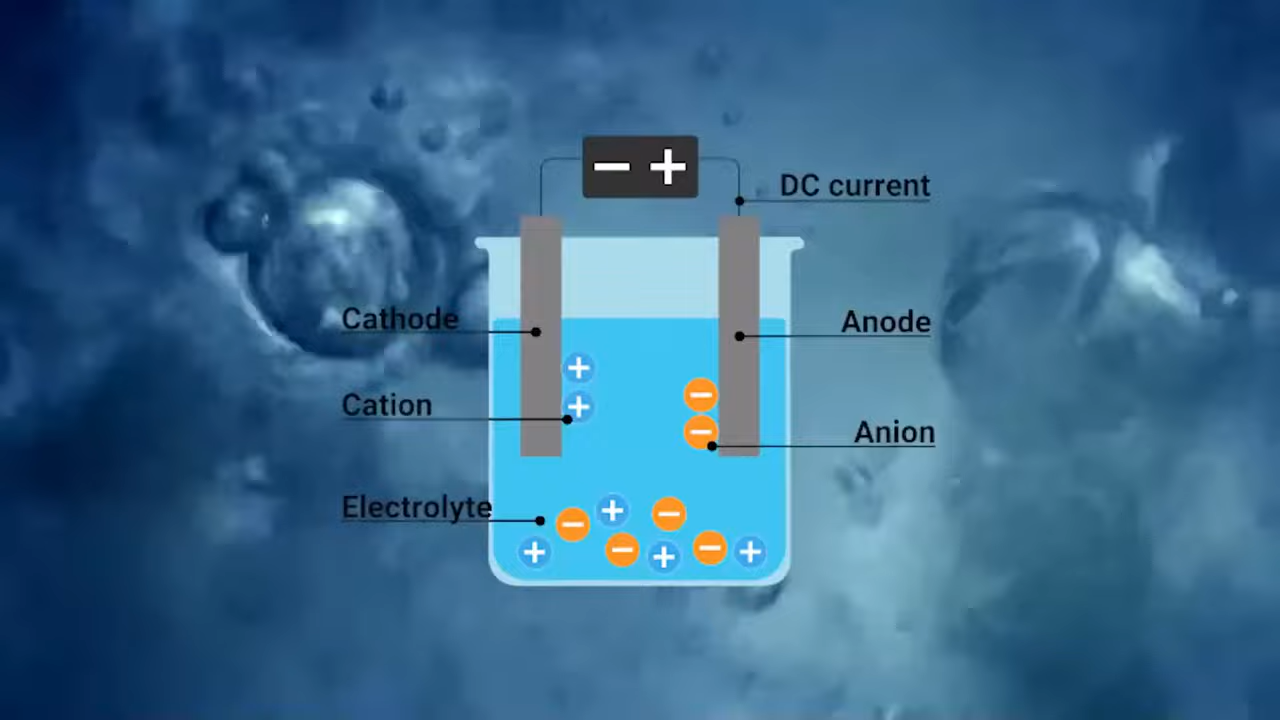 − +
DC current
Cathode
Anode
Cation
Anion
Electrolyte